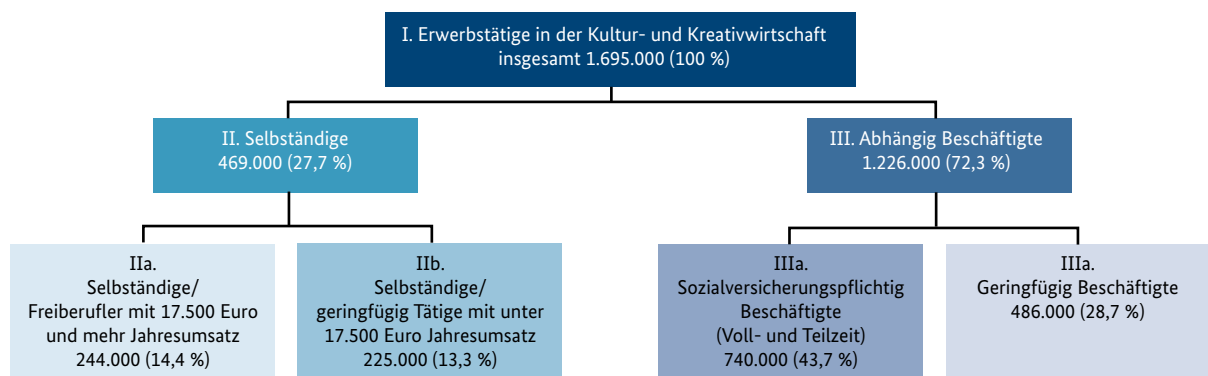 I. Erwerbstätige in der Kultur- und Kreativwirtschaft
insgesamt 1.695.000 (100 %)
II. Selbständige
469.000 (27,7 %)
III. Abhängig Beschäftigte
1.226.000 (72,3 %)
IIa.
Selbständige/
Freiberufler mit 17.500 Euro
und mehr Jahresumsatz
244.000 (14,4 %)
IIb.
Selbständige/
geringfügig Tätige mit unter
17.500 Euro Jahresumsatz
225.000 (13,3 %)
IIIa.
Sozialversicherungspflichtig
Beschäftigte
(Voll- und Teilzeit)
740.000 (43,7 %)
IIIa.
Geringfügig Beschäftigte
486.000 (28,7 %)